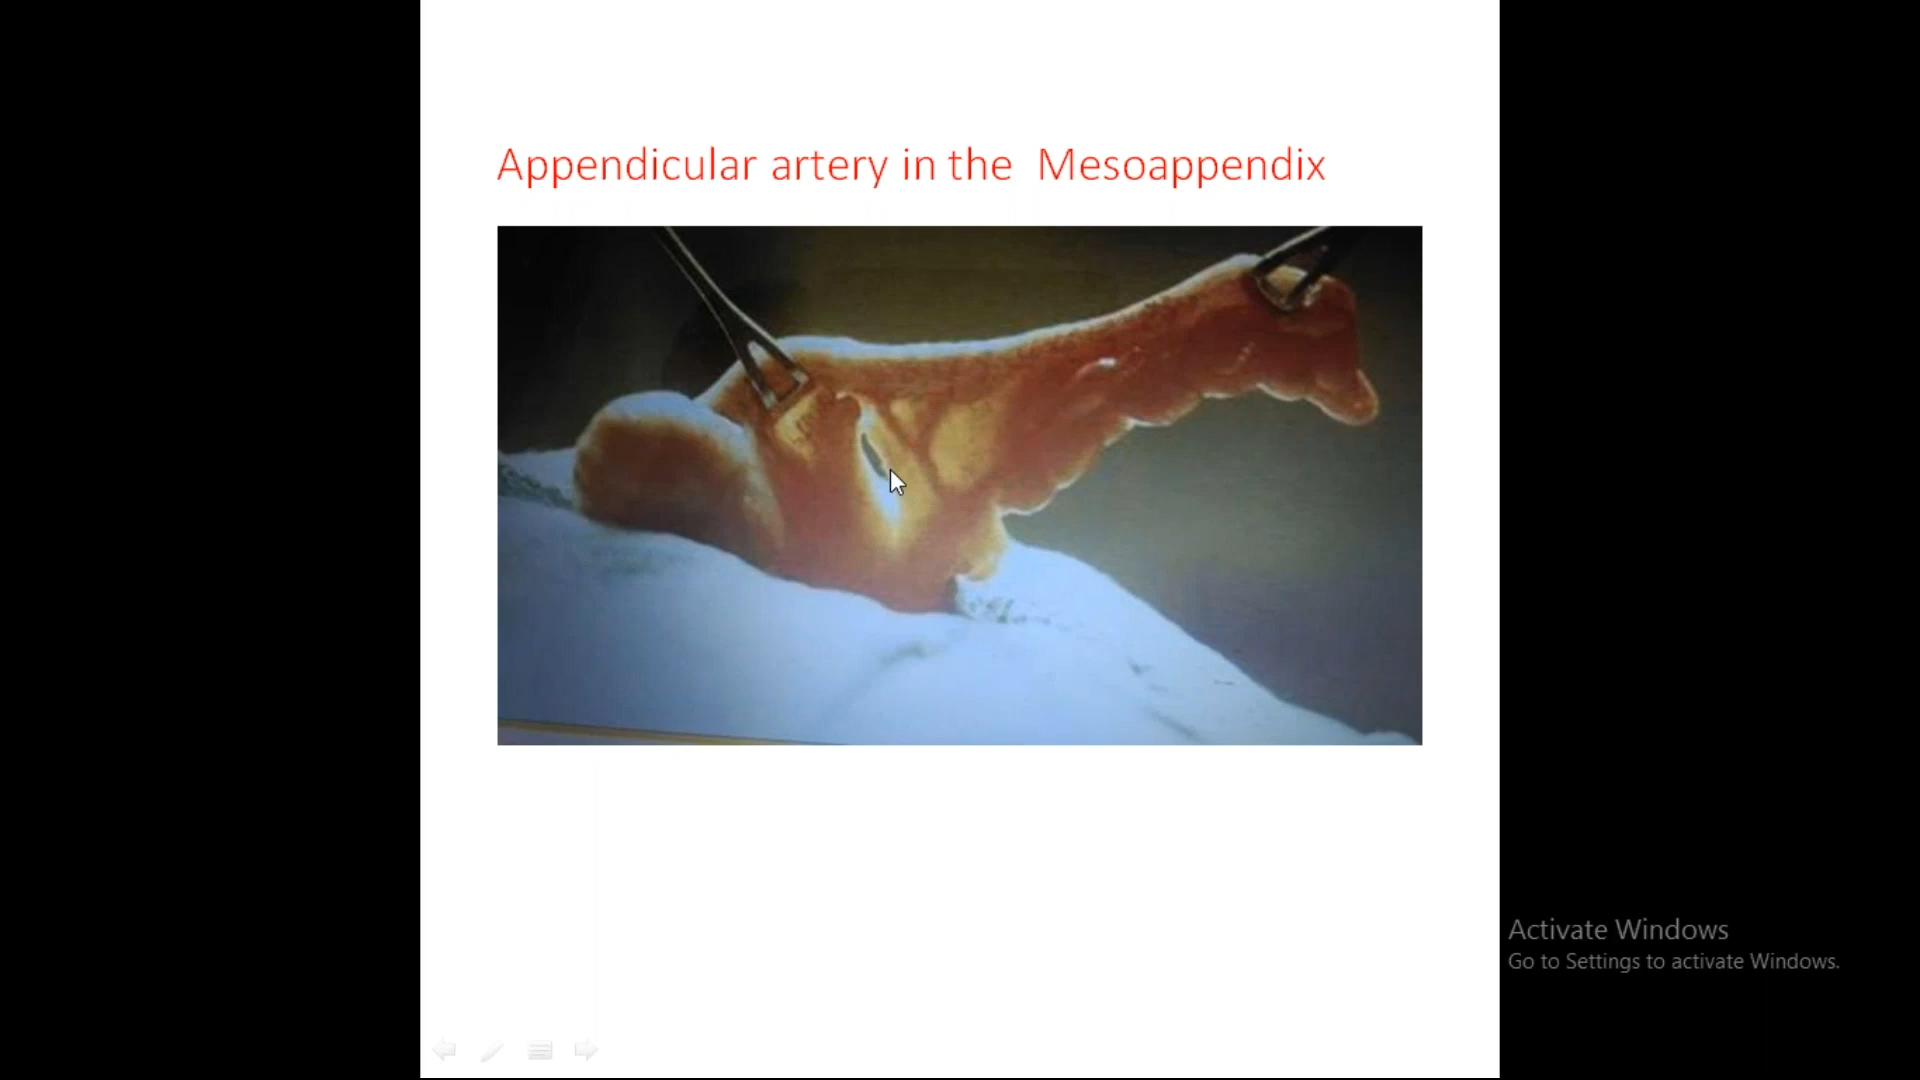 Appendicular artery in the Mesoappendix
Activate Windows
Go to Settings to activate Windows.